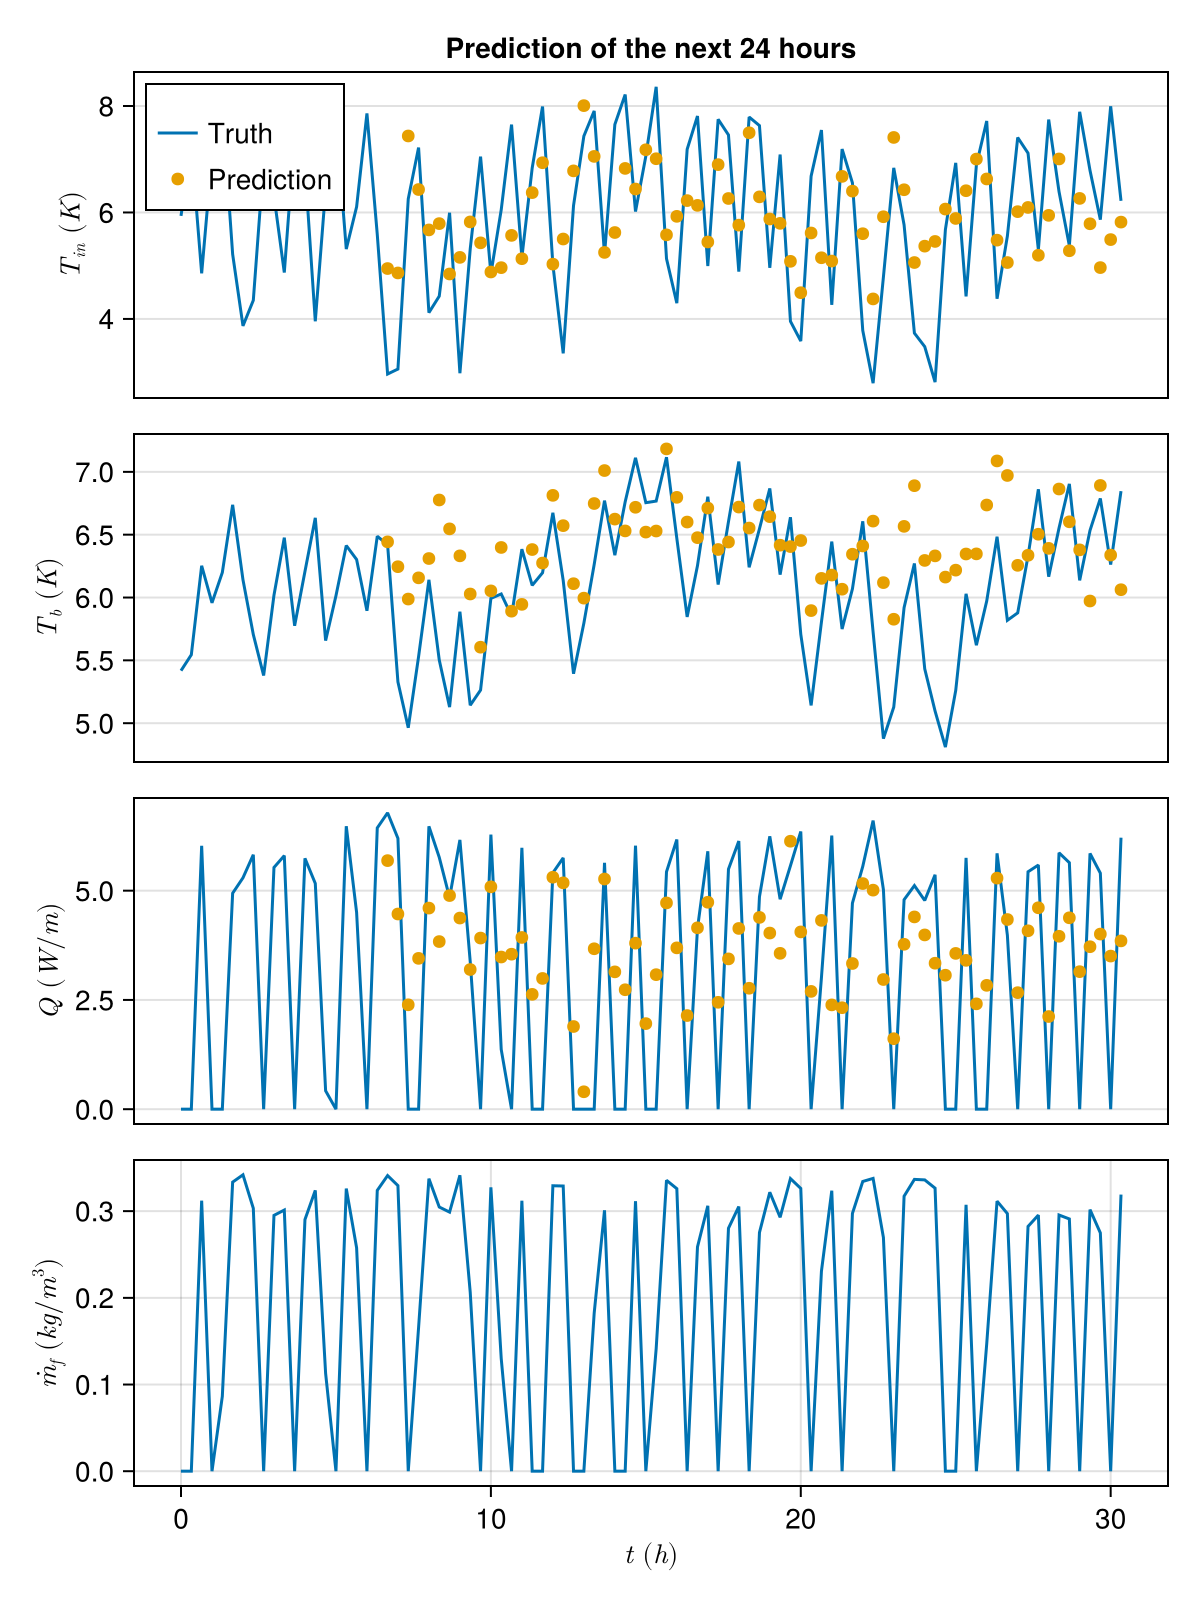 Prediction of the next 24 hours
Truth
Prediction
T_in (K)
8
6
4
T_b (K)
7.0
6.5
6.0
5.5
5.0
Q (W/m)
5.0
2.5
0.0
ṁ_f (kg/m³)
0.3
0.2
0.1
0.0
0 10 20 30
t (h)